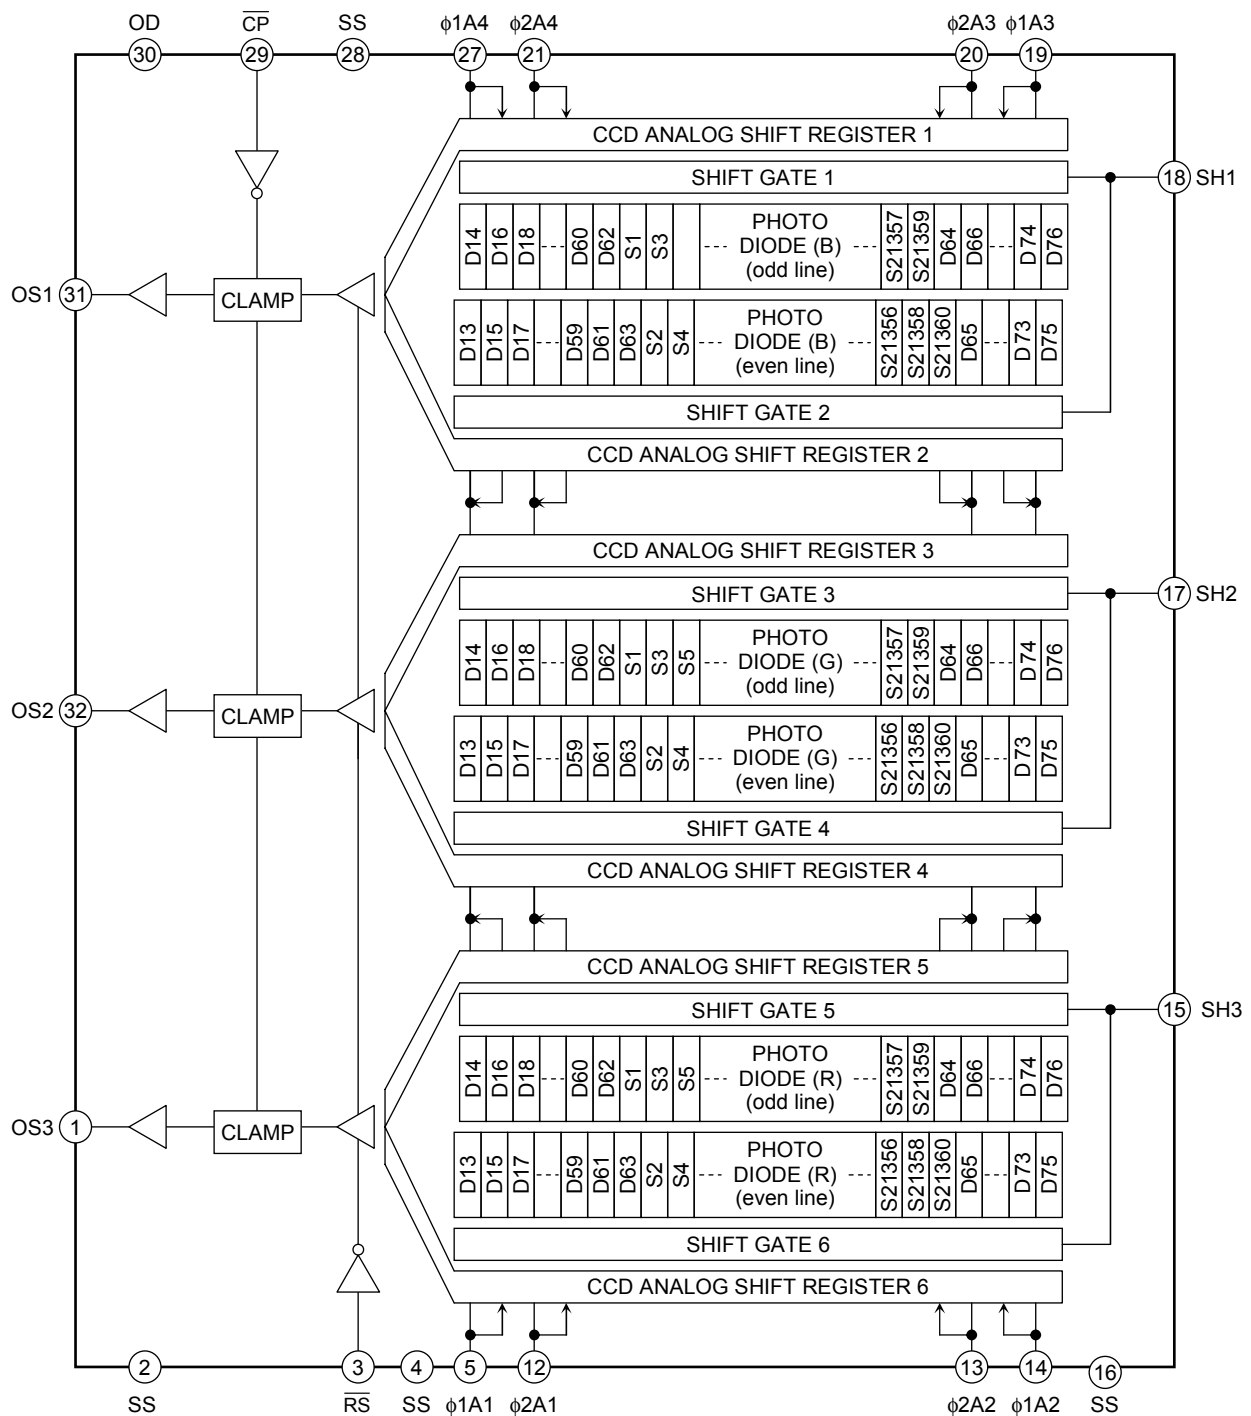 OD C̅P̅ SS ϕ1A4 ϕ2A4 ϕ2A3 ϕ1A3
30 29 28 27 21 20 19
CCD ANALOG SHIFT REGISTER 1
SHIFT GATE 1
18 SH1
D14 D16 D18 ---- D60 D62 S1 S3 ---- PHOTO DIODE (B) (odd line) ---- S21357 S21359 D64 D66 ---- D74 D76
OS1 31 CLAMP
D13 D15 D17 ---- D59 D61 D63 S2 S4 ---- PHOTO DIODE (B) (even line) ---- S21356 S21358 S21360 D65 ---- D73 D75
SHIFT GATE 2
CCD ANALOG SHIFT REGISTER 2
CCD ANALOG SHIFT REGISTER 3
SHIFT GATE 3
17 SH2
D14 D16 D18 ---- D60 D62 S1 S3 S5 ---- PHOTO DIODE (G) (odd line) ---- S21357 S21359 D64 D66 ---- D74 D76
OS2 32 CLAMP
D13 D15 D17 ---- D59 D61 D63 S2 S4 ---- PHOTO DIODE (G) (even line) ---- S21356 S21358 S21360 D65 ---- D73 D75
SHIFT GATE 4
CCD ANALOG SHIFT REGISTER 4
CCD ANALOG SHIFT REGISTER 5
SHIFT GATE 5
15 SH3
D14 D16 D18 ---- D60 D62 S1 S3 S5 ---- PHOTO DIODE (R) (odd line) ---- S21357 S21359 D64 D66 ---- D74 D76
OS3 1 CLAMP
D13 D15 D17 ---- D59 D61 D63 S2 S4 ---- PHOTO DIODE (R) (even line) ---- S21356 S21358 S21360 D65 ---- D73 D75
SHIFT GATE 6
CCD ANALOG SHIFT REGISTER 6
2 3 4 5 12 13 14 16
SS R̅S̅ SS ϕ1A1 ϕ2A1 ϕ2A2 ϕ1A2 SS